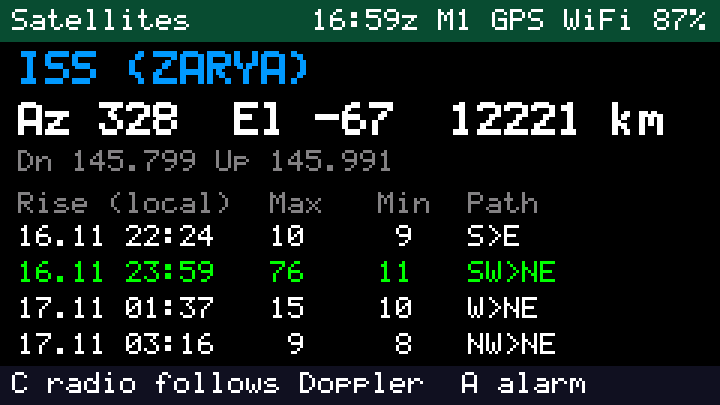 Satellites 16:59z M1 GPS WiFi 87%
ISS (ZARYA)
Az 328 El -67 12221 km
Dn 145.799 Up 145.991
Rise (local) Max Min Path
16.11 22:24 10 9 S>E
16.11 23:59 76 11 SW>NE
17.11 01:37 15 10 W>NE
17.11 03:16 9 8 NW>NE
C radio follows Doppler A alarm